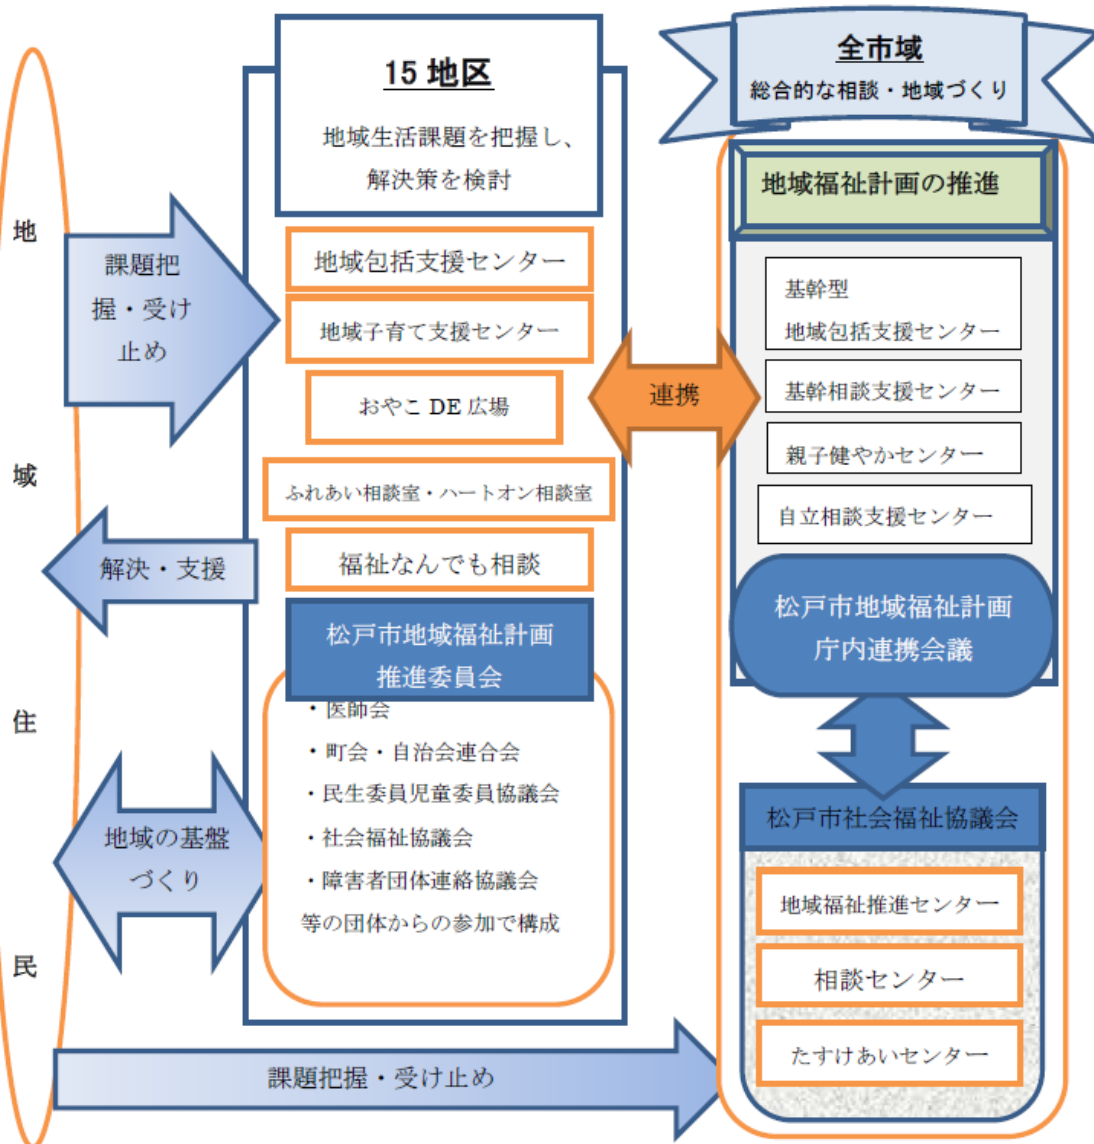 地
域
住
民
15 地区
地域生活課題を把握し、
解決策を検討
課題把
握・受け
止め
地域包括支援センター
地域子育て支援センター
おやこ DE 広場
ふれあい相談室・ハートオン相談室
福祉なんでも相談
解決・支援
松戸市地域福祉計画
推進委員会
・医師会
・町会・自治会連合会
・民生委員児童委員協議会
・社会福祉協議会
・障害者団体連絡協議会
等の団体からの参加で構成
地域の基盤
づくり
課題把握・受け止め
連携
全市域
総合的な相談・地域づくり
地域福祉計画の推進
基幹型
地域包括支援センター
基幹相談支援センター
親子健やかセンター
自立相談支援センター
松戸市地域福祉計画
庁内連携会議
松戸市社会福祉協議会
地域福祉推進センター
相談センター
たすけあいセンター